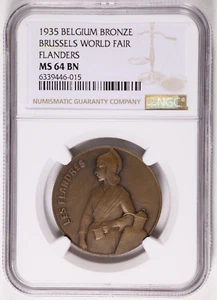 1935 BELGIUM BRONZE
BRUSSELS WORLD FAIR
FLANDERS
MS 64 BN
6339446-015
NUMISMATIC GUARANTY COMPANY
NGC
LES FLANDRES